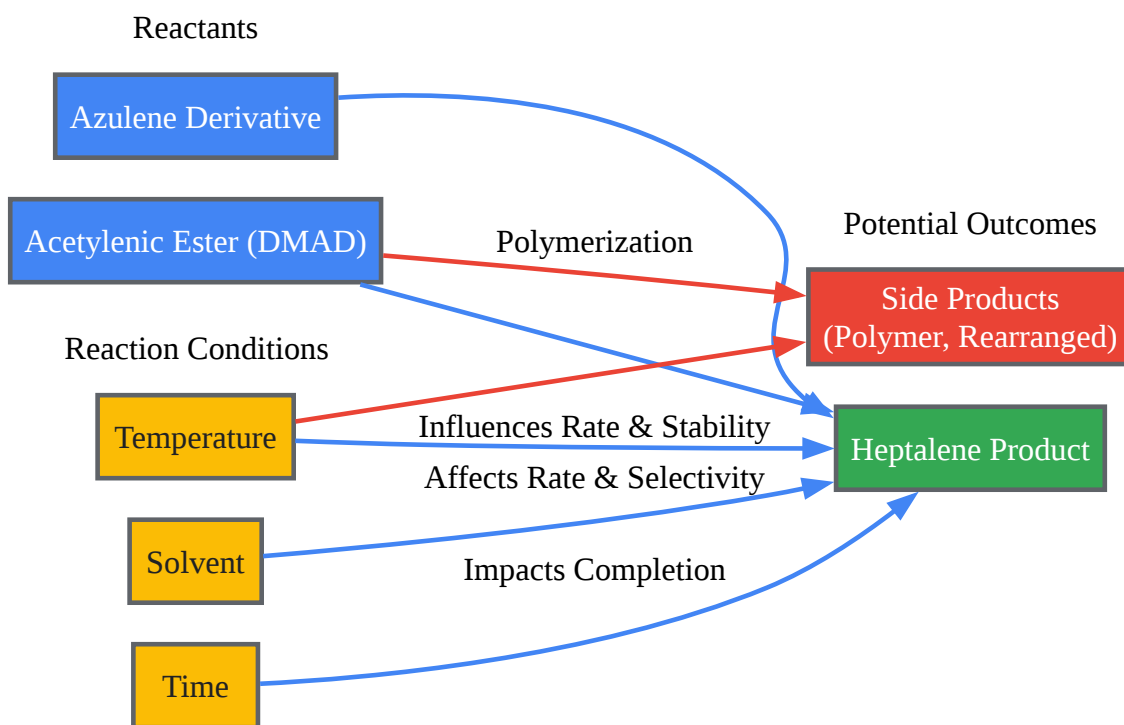 Reactants
Azulene Derivative
Acetylenic Ester (DMAD)
Polymerization
Potential Outcomes
Side Products
(Polymer, Rearranged)
Reaction Conditions
Temperature
Influences Rate & Stability
Heptalene Product
Affects Rate & Selectivity
Solvent
Impacts Completion
Time